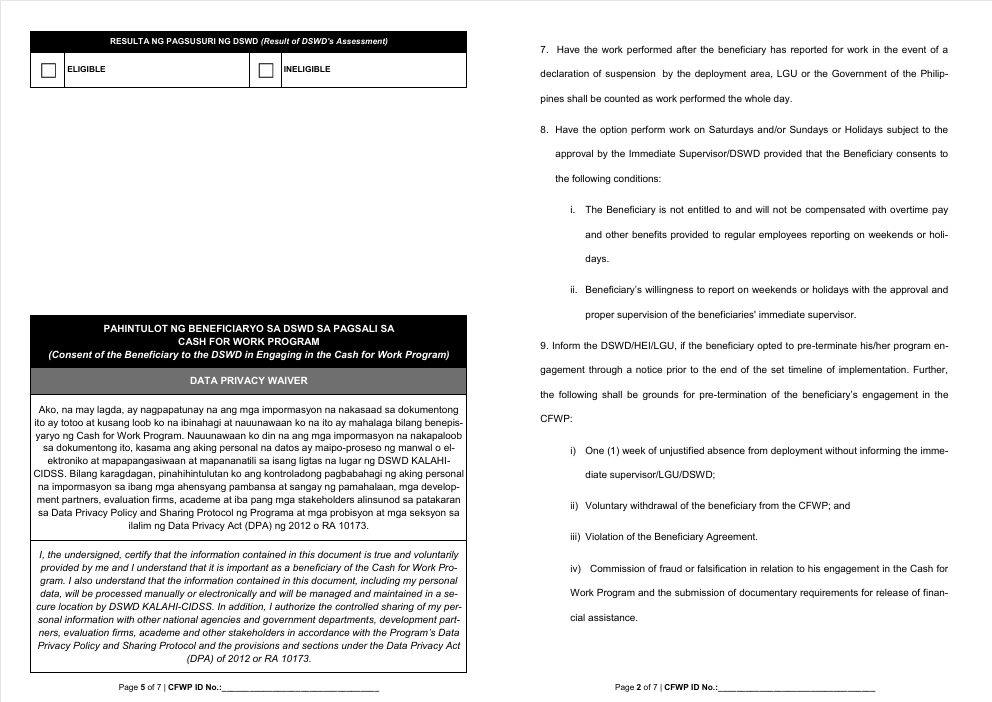 RESULTA NG PAGSUSURI NG DSWD (Result of DSWD's Assessment)
☐ ELIGIBLE ☐ INELIGIBLE
PAHINTULOT NG BENEFICIARYO SA DSWD SA PAGSALI SA
CASH FOR WORK PROGRAM
(Consent of the Beneficiary to the DSWD in Engaging in the Cash for Work Program)
DATA PRIVACY WAIVER
Ako, na may lagda, ay nagpapatunay na ang mga impormasyon na nakasaad sa dokumentong
ito ay totoo at kusang loob ko na ibinahagi at nauunawaan ko na ito ay mahalaga bilang benepis-
yaryo ng Cash for Work Program. Nauunawaan ko din na ang mga impormasyon na nakapaloob
sa dokumentong ito, kasama ang aking personal na datos ay maipo-proseso ng manwal o el-
ektroniko at mapapangasiwaan at mapananatili sa isang ligtas na lugar ng DSWD KALAHI-
CIDSS. Bilang karagdagan, pinahihintulutan ko ang kontroladong pagbabahagi ng aking personal
na impormasyon sa ibang mga ahensyang pambansa at sangay ng pamahalaan, mga develop-
ment partners, evaluation firms, academe at iba pang mga stakeholders alinsunod sa patakaran
sa Data Privacy Policy and Sharing Protocol ng Programa at mga probisyon at mga seksyon sa
ilalim ng Data Privacy Act (DPA) ng 2012 o RA 10173.
I, the undersigned, certify that the information contained in this document is true and voluntarily
provided by me and I understand that it is important as a beneficiary of the Cash for Work Pro-
gram. I also understand that the information contained in this document, including my personal
data, will be processed manually or electronically and will be managed and maintained in a se-
cure location by DSWD KALAHI-CIDSS. In addition, I authorize the controlled sharing of my per-
sonal information with other national agencies and government departments, development part-
ners, evaluation firms, academe and other stakeholders in accordance with the Program's Data
Privacy Policy and Sharing Protocol and the provisions and sections under the Data Privacy Act
(DPA) of 2012 or RA 10173.
Page 5 of 7 | CFWP ID No.:__________________________________
7. Have the work performed after the beneficiary has reported for work in the event of a
declaration of suspension by the deployment area, LGU or the Government of the Philip-
pines shall be counted as work performed the whole day.
8. Have the option perform work on Saturdays and/or Sundays or Holidays subject to the
approval by the Immediate Supervisor/DSWD provided that the Beneficiary consents to
the following conditions:
i. The Beneficiary is not entitled to and will not be compensated with overtime pay
and other benefits provided to regular employees reporting on weekends or holi-
days.
ii. Beneficiary's willingness to report on weekends or holidays with the approval and
proper supervision of the beneficiaries' immediate supervisor.
9. Inform the DSWD/HEI/LGU, if the beneficiary opted to pre-terminate his/her program en-
gagement through a notice prior to the end of the set timeline of implementation. Further,
the following shall be grounds for pre-termination of the beneficiary's engagement in the
CFWP:
i) One (1) week of unjustified absence from deployment without informing the imme-
diate supervisor/LGU/DSWD;
ii) Voluntary withdrawal of the beneficiary from the CFWP; and
iii) Violation of the Beneficiary Agreement.
iv) Commission of fraud or falsification in relation to his engagement in the Cash for
Work Program and the submission of documentary requirements for release of finan-
cial assistance.
Page 2 of 7 | CFWP ID No.:__________________________________